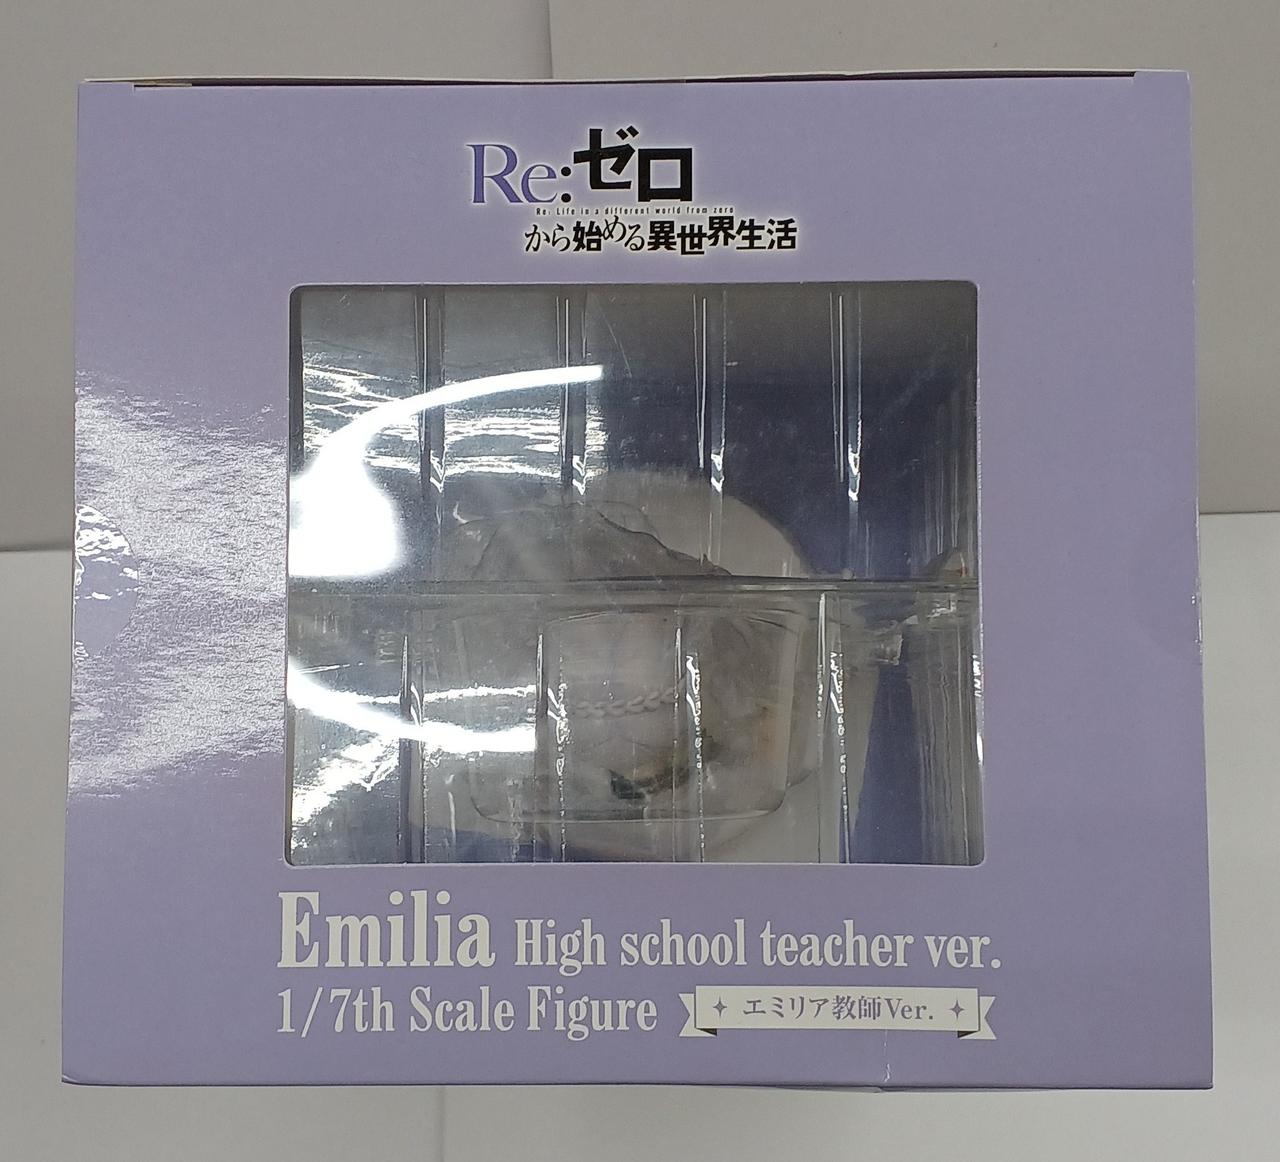 Re:ゼロ
Re: Life in a different world from zero
から始める異世界生活
Emilia High school teacher ver.
1/7th Scale Figure
エミリア教師Ver.